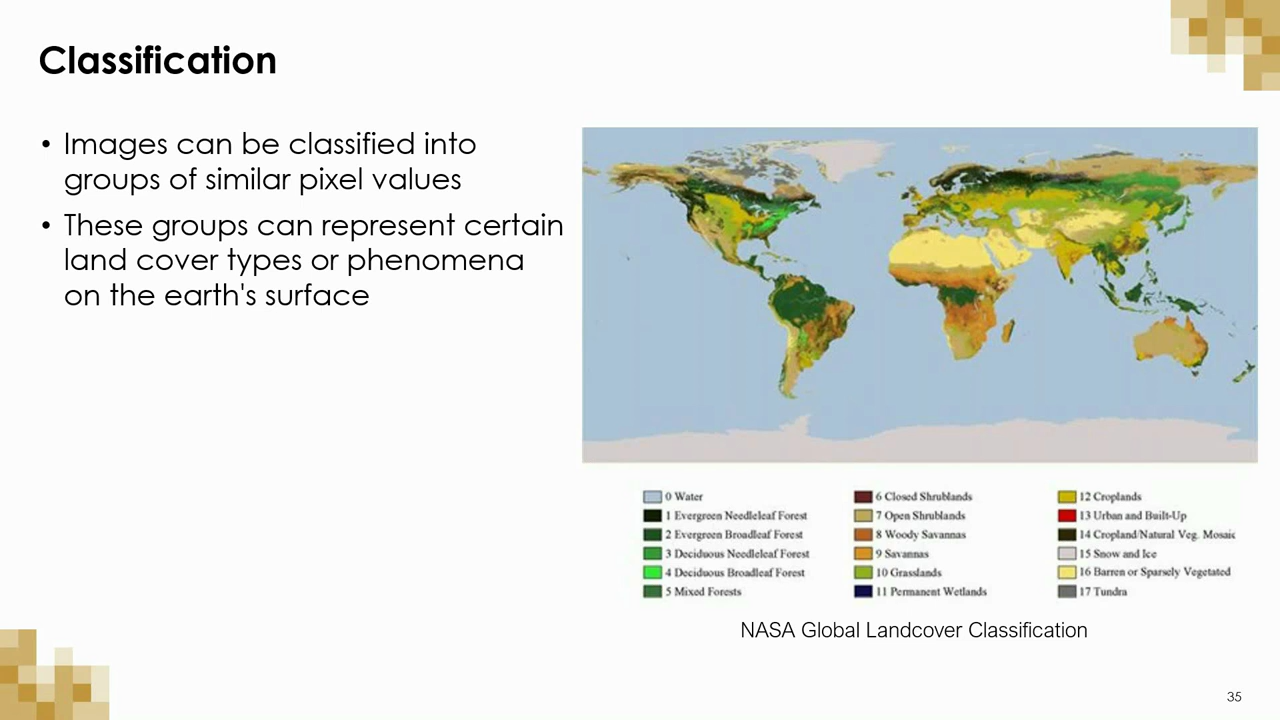 Classification
• Images can be classified into
groups of similar pixel values
• These groups can represent certain
land cover types or phenomena
on the earth's surface
0 Water
1 Evergreen Needleleaf Forest
2 Evergreen Broadleaf Forest
3 Deciduous Needleleaf Forest
4 Deciduous Broadleaf Forest
5 Mixed Forests
6 Closed Shrublands
7 Open Shrublands
8 Woody Savannas
9 Savannas
10 Grasslands
11 Permanent Wetlands
12 Croplands
13 Urban and Built-Up
14 Cropland/Natural Veg. Mosaic
15 Snow and Ice
16 Barren or Sparsely Vegetated
17 Tundra
NASA Global Landcover Classification
35